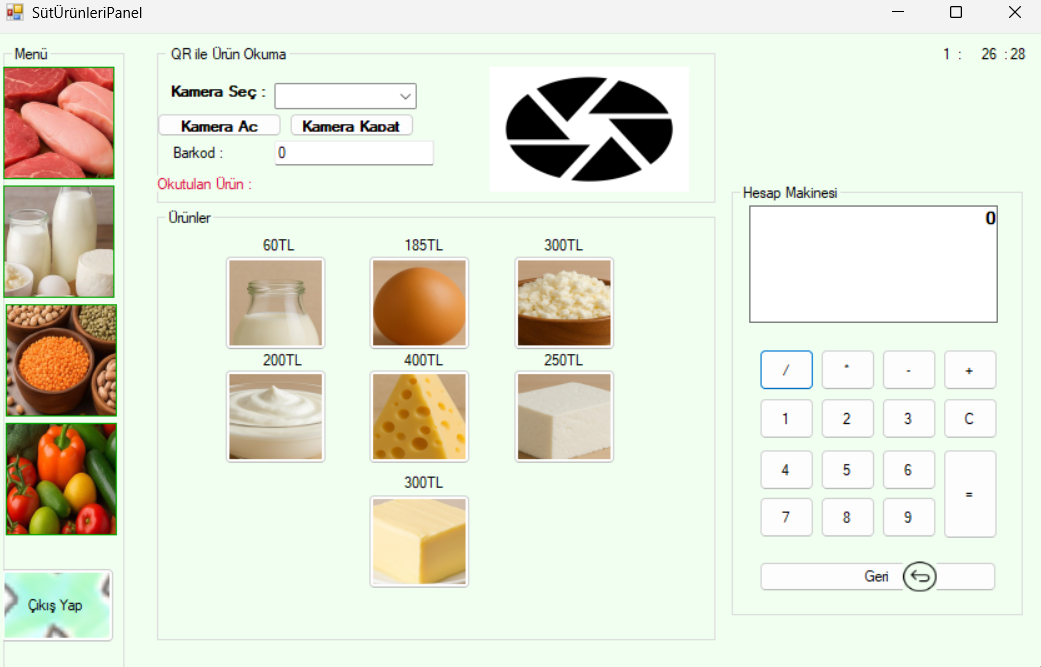 SütÜrünleriPanel
Menü
QR ile Ürün Okuma
1 : 26 : 28
Kamera Seç :
Kamera Aç Kamera Kapat
Barkod : 0
Okutulan Ürün :
Ürünler
60TL 185TL 300TL
200TL 400TL 250TL
300TL
Çıkış Yap
Hesap Makinesi
0
/ * - +
1 2 3 C
4 5 6
=
7 8 9
Geri